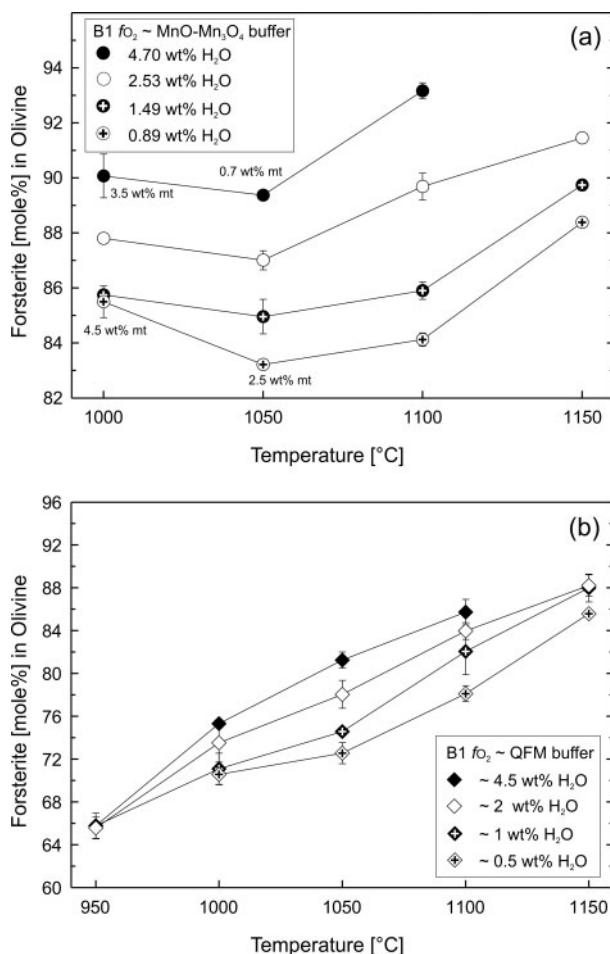 B1 fO₂ ~ MnO-Mn₃O₄ buffer
4.70 wt% H₂O
2.53 wt% H₂O
1.49 wt% H₂O
0.89 wt% H₂O
(a)
94
92
90
88
86
84
82
Forsterite [mole%] in Olivine
0.7 wt% mt
3.5 wt% mt
4.5 wt% mt
2.5 wt% mt
1000 1050 1100 1150
Temperature [°C]
(b)
96
92
88
84
80
76
72
68
64
60
Forsterite [mole%] in Olivine
B1 fO₂ ~ QFM buffer
~ 4.5 wt% H₂O
~ 2 wt% H₂O
~ 1 wt% H₂O
~ 0.5 wt% H₂O
950 1000 1050 1100 1150
Temperature [°C]